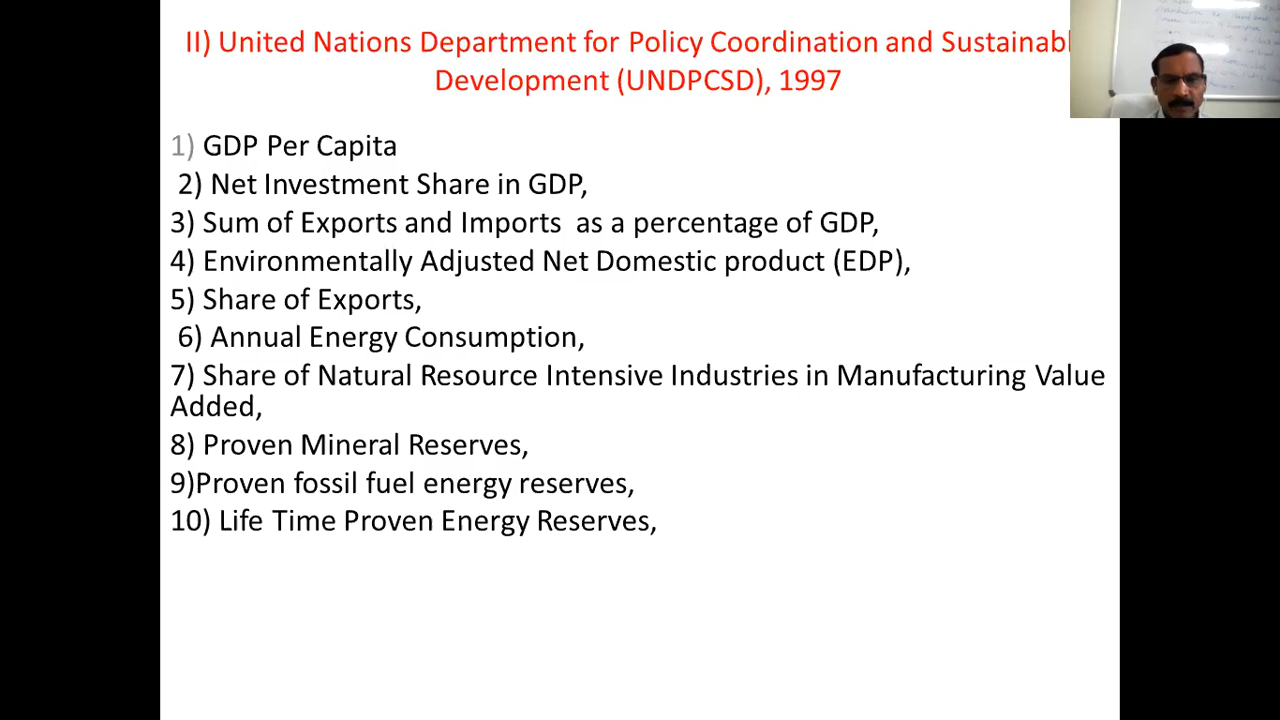 II) United Nations Department for Policy Coordination and Sustainabl
Development (UNDPCSD), 1997
1) GDP Per Capita
2) Net Investment Share in GDP,
3) Sum of Exports and Imports as a percentage of GDP,
4) Environmentally Adjusted Net Domestic product (EDP),
5) Share of Exports,
6) Annual Energy Consumption,
7) Share of Natural Resource Intensive Industries in Manufacturing Value
Added,
8) Proven Mineral Reserves,
9)Proven fossil fuel energy reserves,
10) Life Time Proven Energy Reserves,